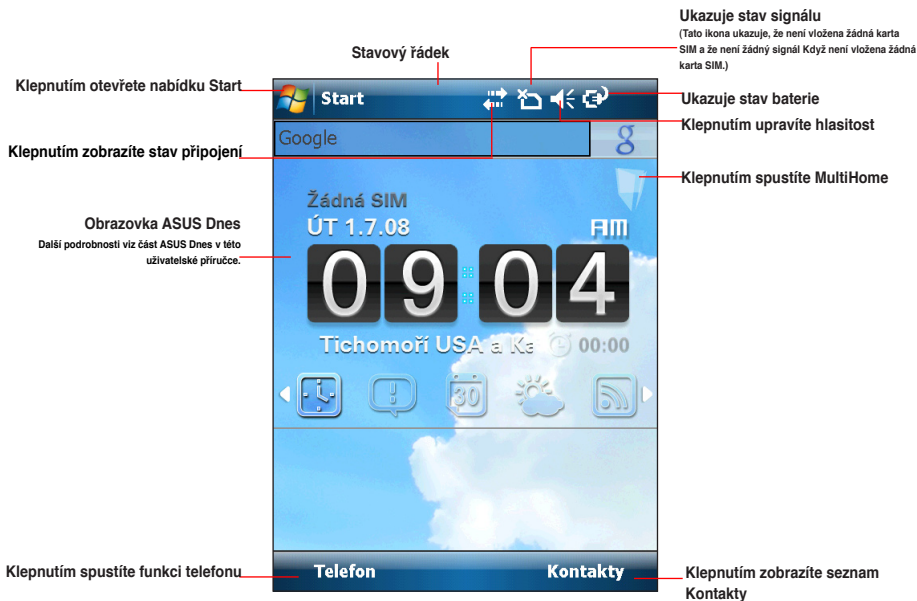 Ukazuje stav signálu
(Tato ikona ukazuje, že není vložena žádná karta
SIM a že není žádný signál Když není vložena žádná
karta SIM.)
Stavový řádek
Klepnutím otevřete nabídku Start
Start
Ukazuje stav baterie
Klepnutím upravíte hlasitost
Google
g
Klepnutím zobrazíte stav připojení
Klepnutím spustíte MultiHome
Žádná SIM
ÚT 1.7.08
AM
Obrazovka ASUS Dnes
Další podrobnosti viz část ASUS Dnes v této
uživatelské příručce.
09:04
Tichomoří USA a Ka
00:00
30
Klepnutím spustíte funkci telefonu
Telefon
Kontakty
Klepnutím zobrazíte seznam
Kontakty